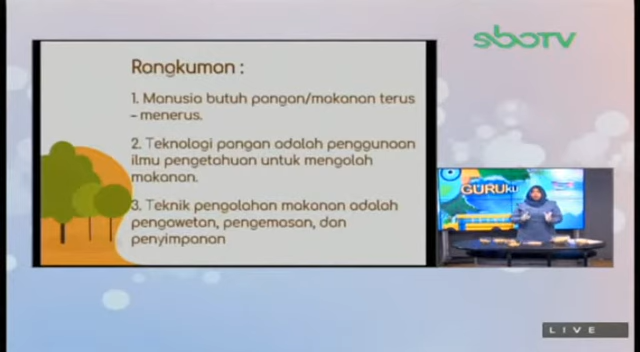 sboTV
Rangkuman :
1. Manusia butuh pangan/makanan terus
– menerus.
2. Teknologi pangan adalah penggunaan
ilmu pengetahuan untuk mengolah
makanan.
3. Teknik pengolahan makanan adalah
pengawetan, pengemasan, dan
penyimpanan
GURUku
LIVE